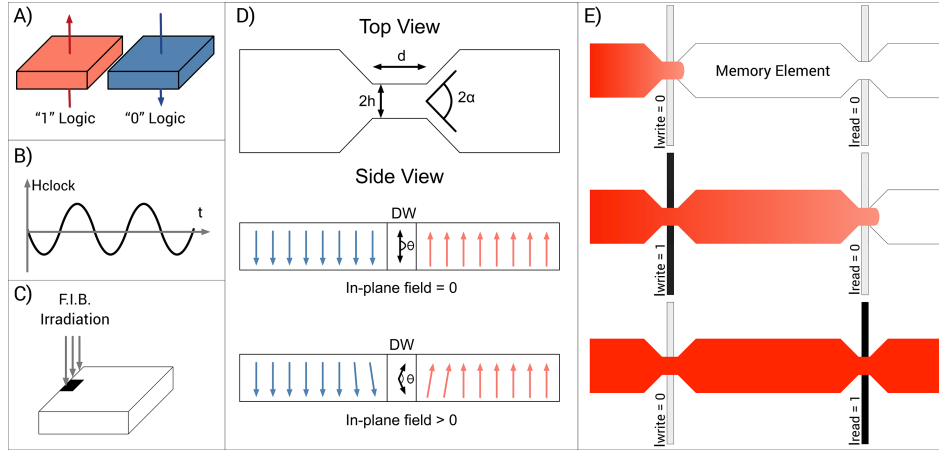 A)
"1" Logic
"0" Logic
B)
Hclock
t
C)
F.I.B.
Irradiation
D)
Top View
d
2h
2α
Side View
DW
θ
In-plane field = 0
DW
θ
In-plane field > 0
E)
Memory Element
Iwrite = 0
Iread = 0
Iwrite = 1
Iread = 0
Iwrite = 0
Iread = 1